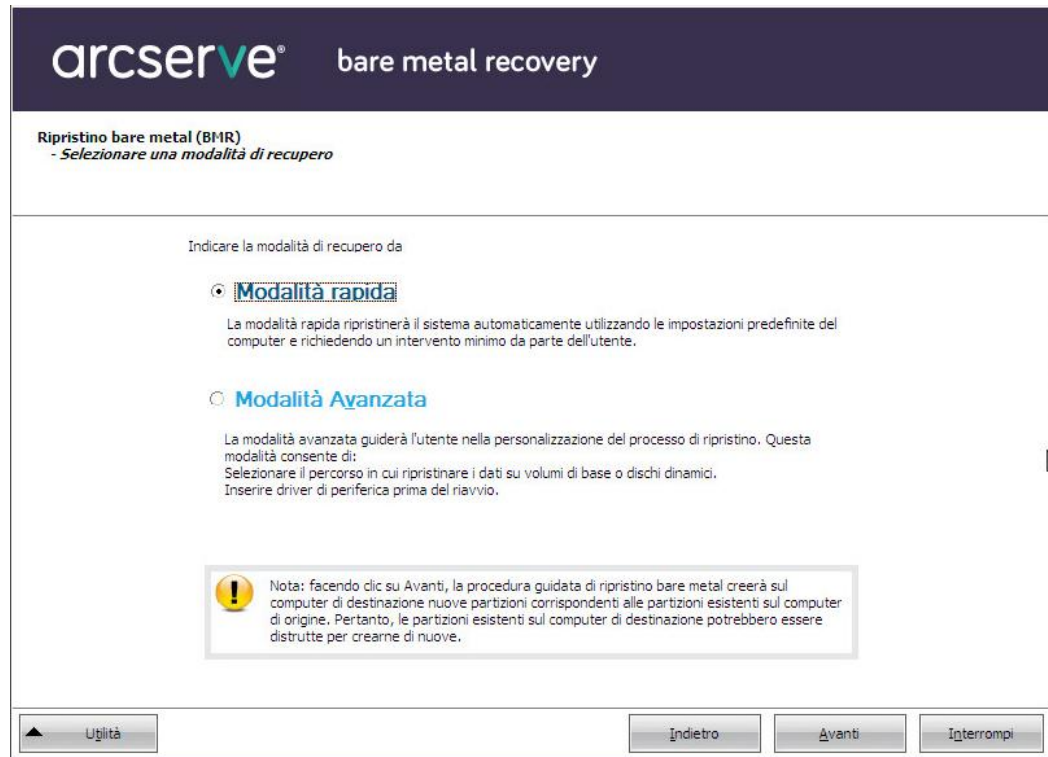 arcserve® bare metal recovery
Ripristino bare metal (BMR)
- Selezionare una modalità di recupero
Indicare la modalità di recupero da
Modalità rapida
La modalità rapida ripristinerà il sistema automaticamente utilizzando le impostazioni predefinite del
computer e richiedendo un intervento minimo da parte dell'utente.
Modalità Avanzata
La modalità avanzata guiderà l'utente nella personalizzazione del processo di ripristino. Questa
modalità consente di:
Selezionare il percorso in cui ripristinare i dati su volumi di base o dischi dinamici.
Inserire driver di periferica prima del riavvio.
Nota: facendo clic su Avanti, la procedura guidata di ripristino bare metal creerà sul
computer di destinazione nuove partizioni corrispondenti alle partizioni esistenti sul computer
di origine. Pertanto, le partizioni esistenti sul computer di destinazione potrebbero essere
distrutte per crearne di nuove.
Utilità
Indietro
Avanti
Interrompi